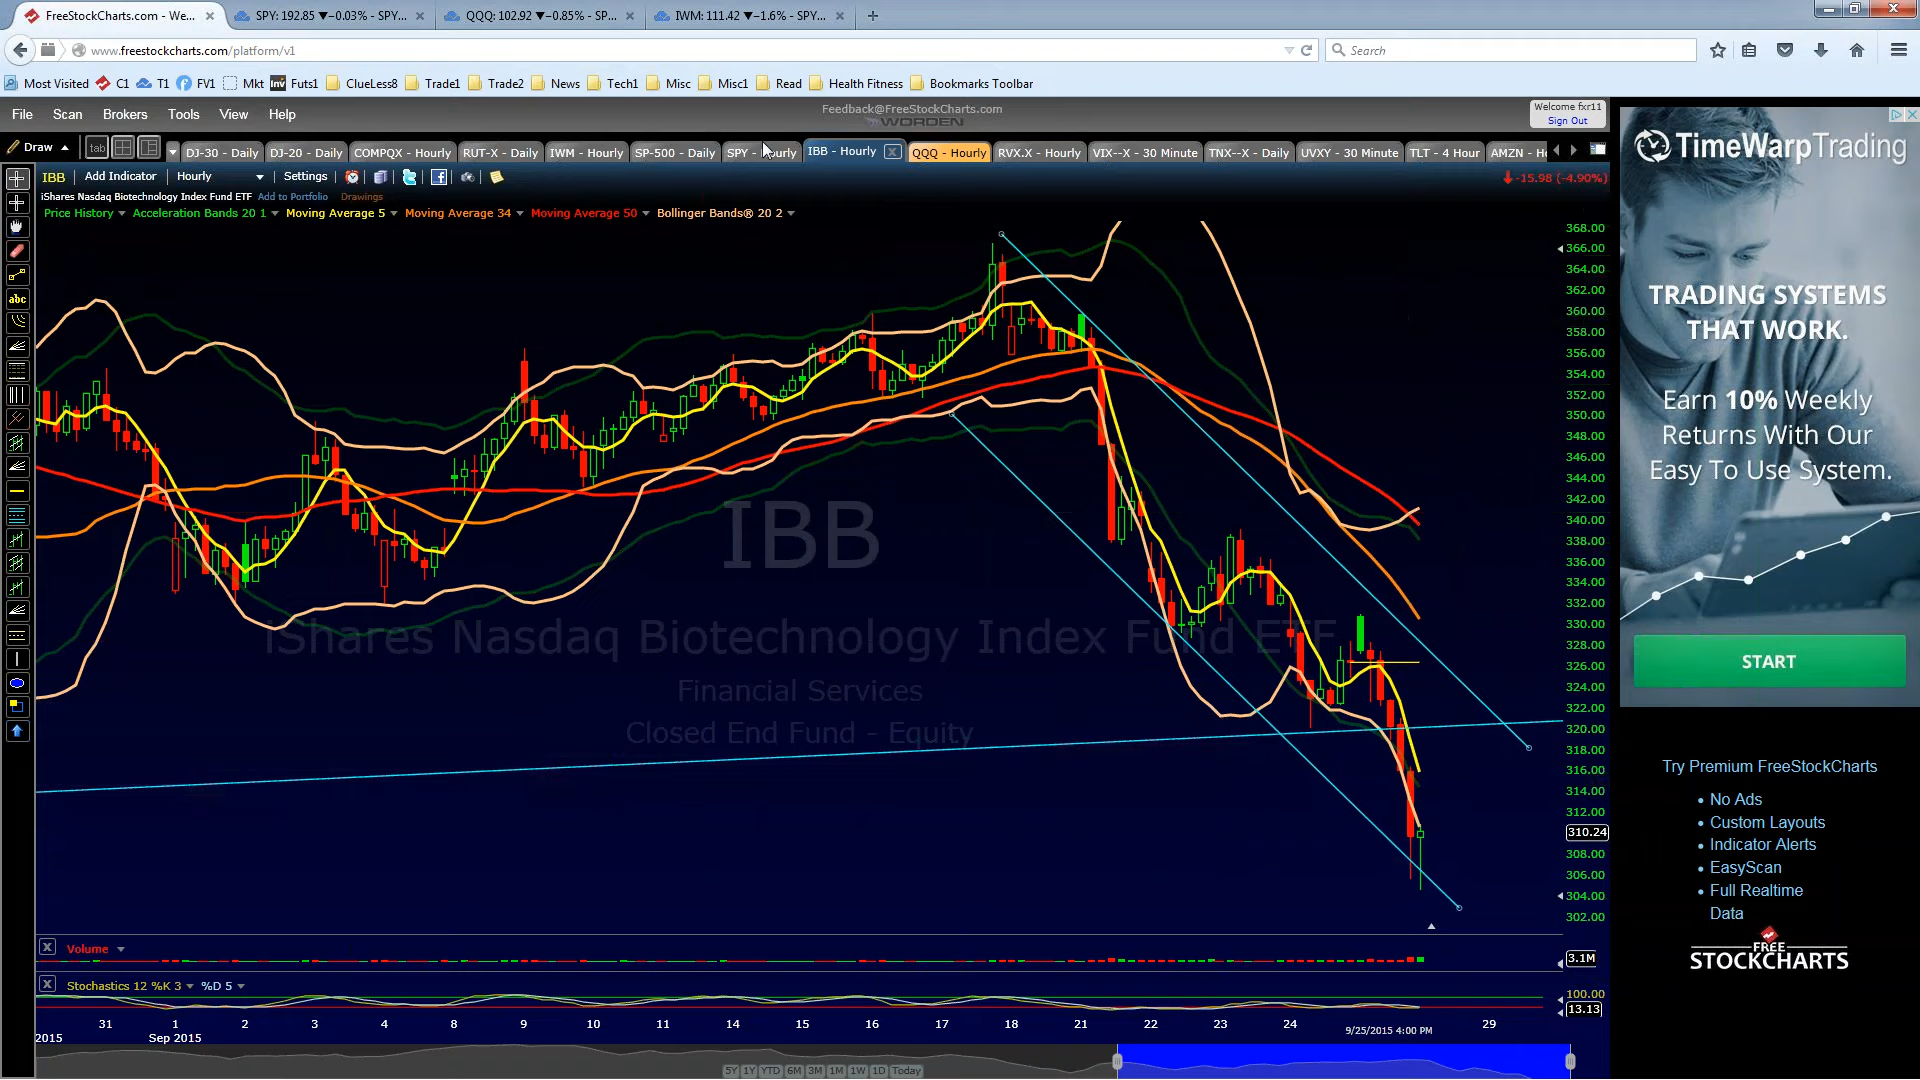 FreeStockCharts.com - We...
SPY: 192.85 ▼−0.03% - SPY...
QQQ: 102.92 ▼−0.85% - SP...
IWM: 111.42 ▼−1.6% - SPY...
www.freestockcharts.com/platform/v1
Search
Most Visited C1 T1 FV1 Mkt Inv Futs1 ClueLess8 Trade1 Trade2 News Tech1 Misc Misc1 Read Health Fitness Bookmarks Toolbar
File Scan Brokers Tools View Help
Feedback@FreeStockCharts.com
WORDEN
Welcome fxr11
Sign Out
Draw tab DJ-30 - Daily DJ-20 - Daily COMPQX - Hourly RUT-X - Daily IWM - Hourly SP-500 - Daily SPY - Hourly IBB - Hourly QQQ - Hourly RVX.X - Hourly VIX--X - 30 Minute TNX--X - Daily UVXY - 30 Minute TLT - 4 Hour AMZN - Ho
IBB Add Indicator Hourly Settings
-15.98 (-4.90%)
iShares Nasdaq Biotechnology Index Fund ETF Add to Portfolio Drawings
Price History Acceleration Bands 20 1 Moving Average 5 Moving Average 34 Moving Average 50 Bollinger Bands® 20 2
abc
368.00
366.00
364.00
362.00
360.00
358.00
356.00
354.00
352.00
350.00
348.00
346.00
344.00
342.00
340.00
338.00
336.00
334.00
332.00
330.00
328.00
326.00
324.00
322.00
320.00
318.00
316.00
314.00
312.00
310.24
308.00
306.00
304.00
302.00
IBB
iShares Nasdaq Biotechnology Index Fund ETF
Financial Services
Closed End Fund - Equity
X Volume
3.1M
X Stochastics 12 %K 3 %D 5
100.00
13.13
31 1 2 3 4 8 9 10 11 14 15 16 17 18 21 22 23 24 9/25/2015 4:00 PM 29
2015 Sep 2015
5Y 1Y YTD 6M 3M 1M 1W 1D Today
TimeWarpTrading
TRADING SYSTEMS
THAT WORK.
Earn 10% Weekly
Returns With Our
Easy To Use System.
START
Try Premium FreeStockCharts
• No Ads
• Custom Layouts
• Indicator Alerts
• EasyScan
• Full Realtime
Data
FREE
STOCKCHARTS